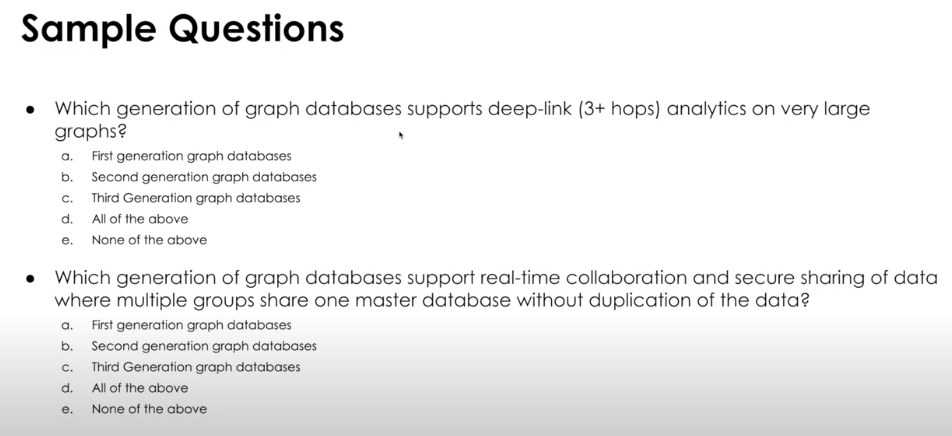 Sample Questions
• Which generation of graph databases supports deep-link (3+ hops) analytics on very large
graphs?
a. First generation graph databases
b. Second generation graph databases
c. Third Generation graph databases
d. All of the above
e. None of the above
• Which generation of graph databases support real-time collaboration and secure sharing of data
where multiple groups share one master database without duplication of the data?
a. First generation graph databases
b. Second generation graph databases
c. Third Generation graph databases
d. All of the above
e. None of the above